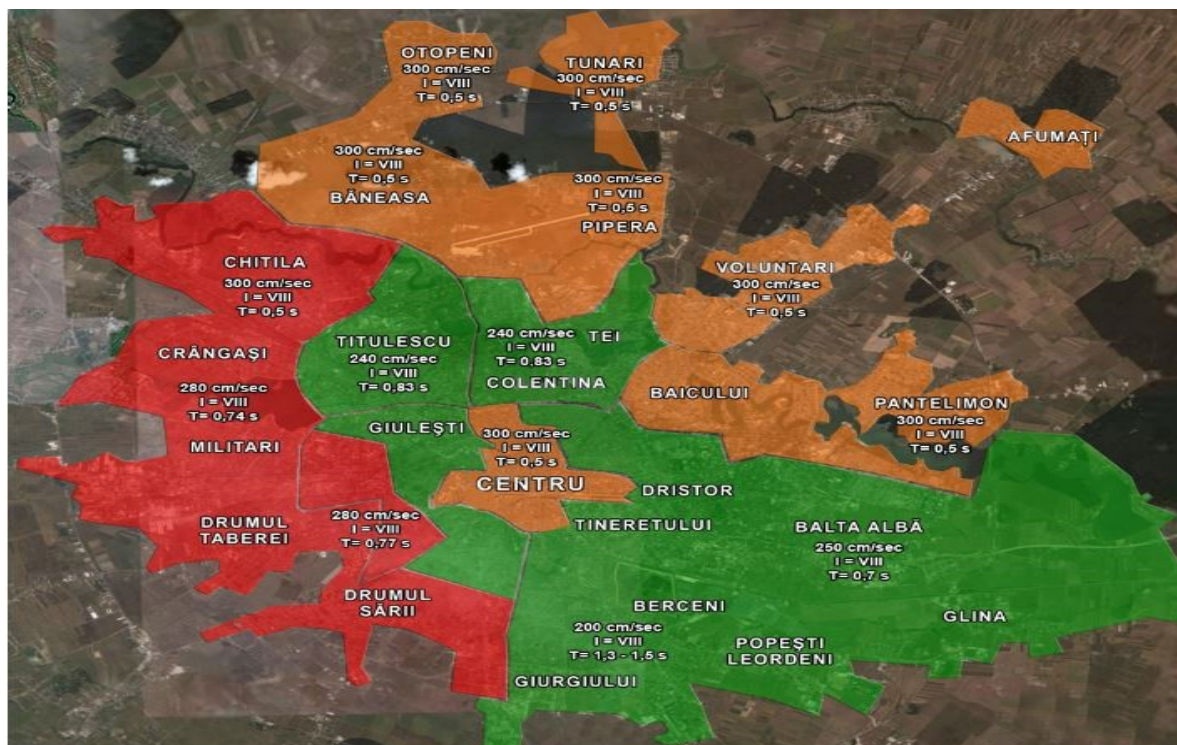 OTOPENI
300 cm/sec
I = VIII
T= 0,5 s
TUNARI
300 cm/sec
I = VIII
T= 0,5 s
AFUMAȚI
300 cm/sec
I = VIII
T= 0,5 s
BĂNEASA
300 cm/sec
I = VIII
T= 0,5 s
PIPERA
CHITILA
300 cm/sec
I = VIII
T= 0,5 s
VOLUNTARI
300 cm/sec
I = VIII
T= 0,5 s
TITULESCU
240 cm/sec
I = VIII
T= 0,83 s
240 cm/sec
I = VIII
T= 0,83 s
TEI
COLENTINA
CRÂNGAȘI
280 cm/sec
I = VIII
T= 0,74 s
MILITARI
BAICULUI
PANTELIMON
300 cm/sec
I = VIII
T= 0,5 s
GIULEȘTI
300 cm/sec
I = VIII
T= 0,5 s
CENTRU
DRISTOR
TINERETULUI
DRUMUL
TABEREI
280 cm/sec
I = VIII
T= 0,77 s
BALTA ALBĂ
250 cm/sec
I = VIII
T= 0,7 s
DRUMUL
SĂRII
BERCENI
200 cm/sec
I = VIII
T= 1,3 - 1,5 s
POPEȘTI
LEORDENI
GLINA
GIURGIULUI